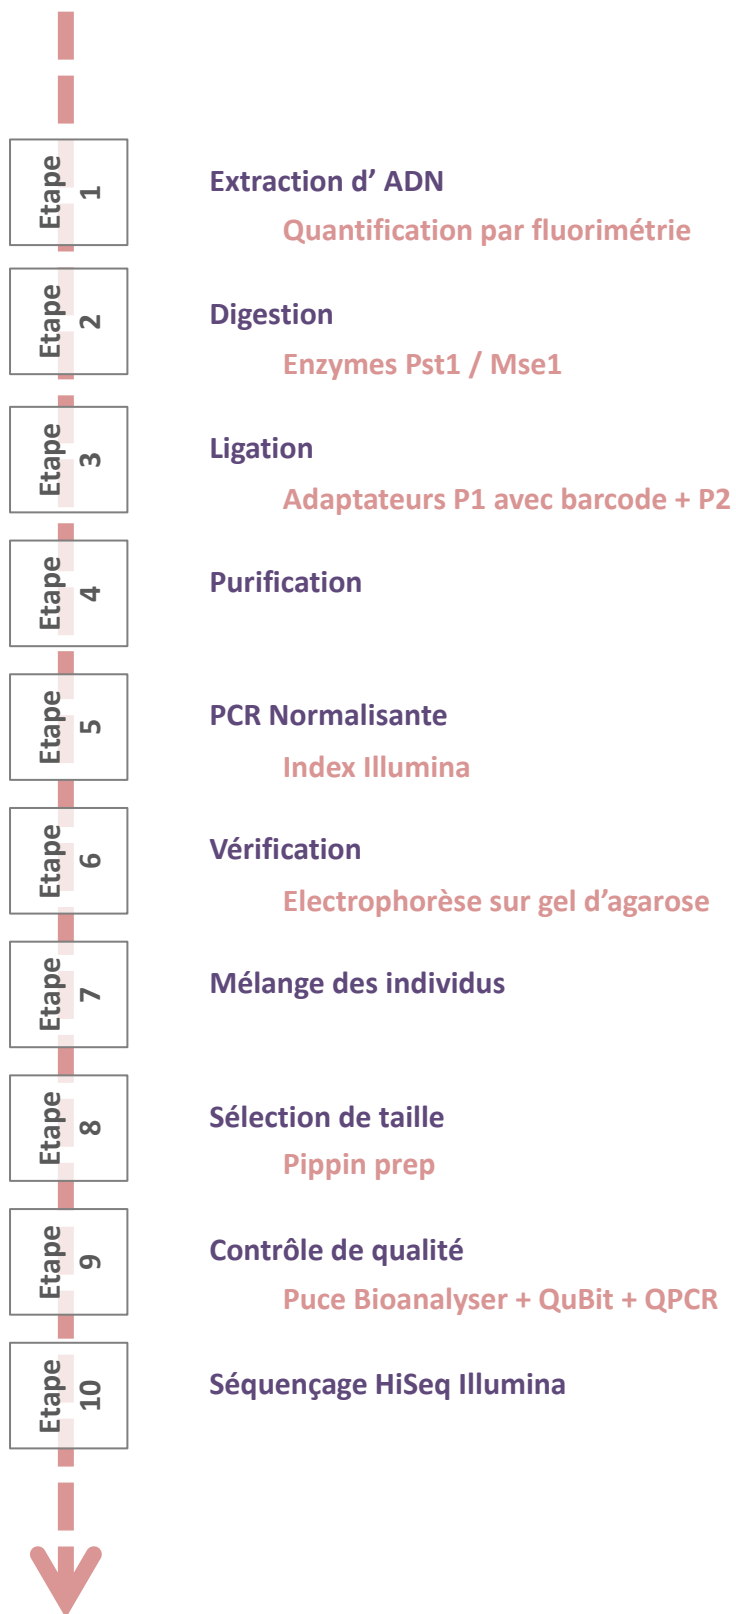 Etape
1
Extraction d’ ADN
Quantification par fluorimétrie
Etape
2
Digestion
Enzymes Pst1 / Mse1
Etape
3
Ligation
Adaptateurs P1 avec barcode + P2
Etape
4
Purification
Etape
5
PCR Normalisante
Index Illumina
Etape
6
Vérification
Electrophorèse sur gel d’agarose
Etape
7
Mélange des individus
Etape
8
Sélection de taille
Pippin prep
Etape
9
Contrôle de qualité
Puce Bioanalyser + QuBit + QPCR
Etape
10
Séquençage HiSeq Illumina